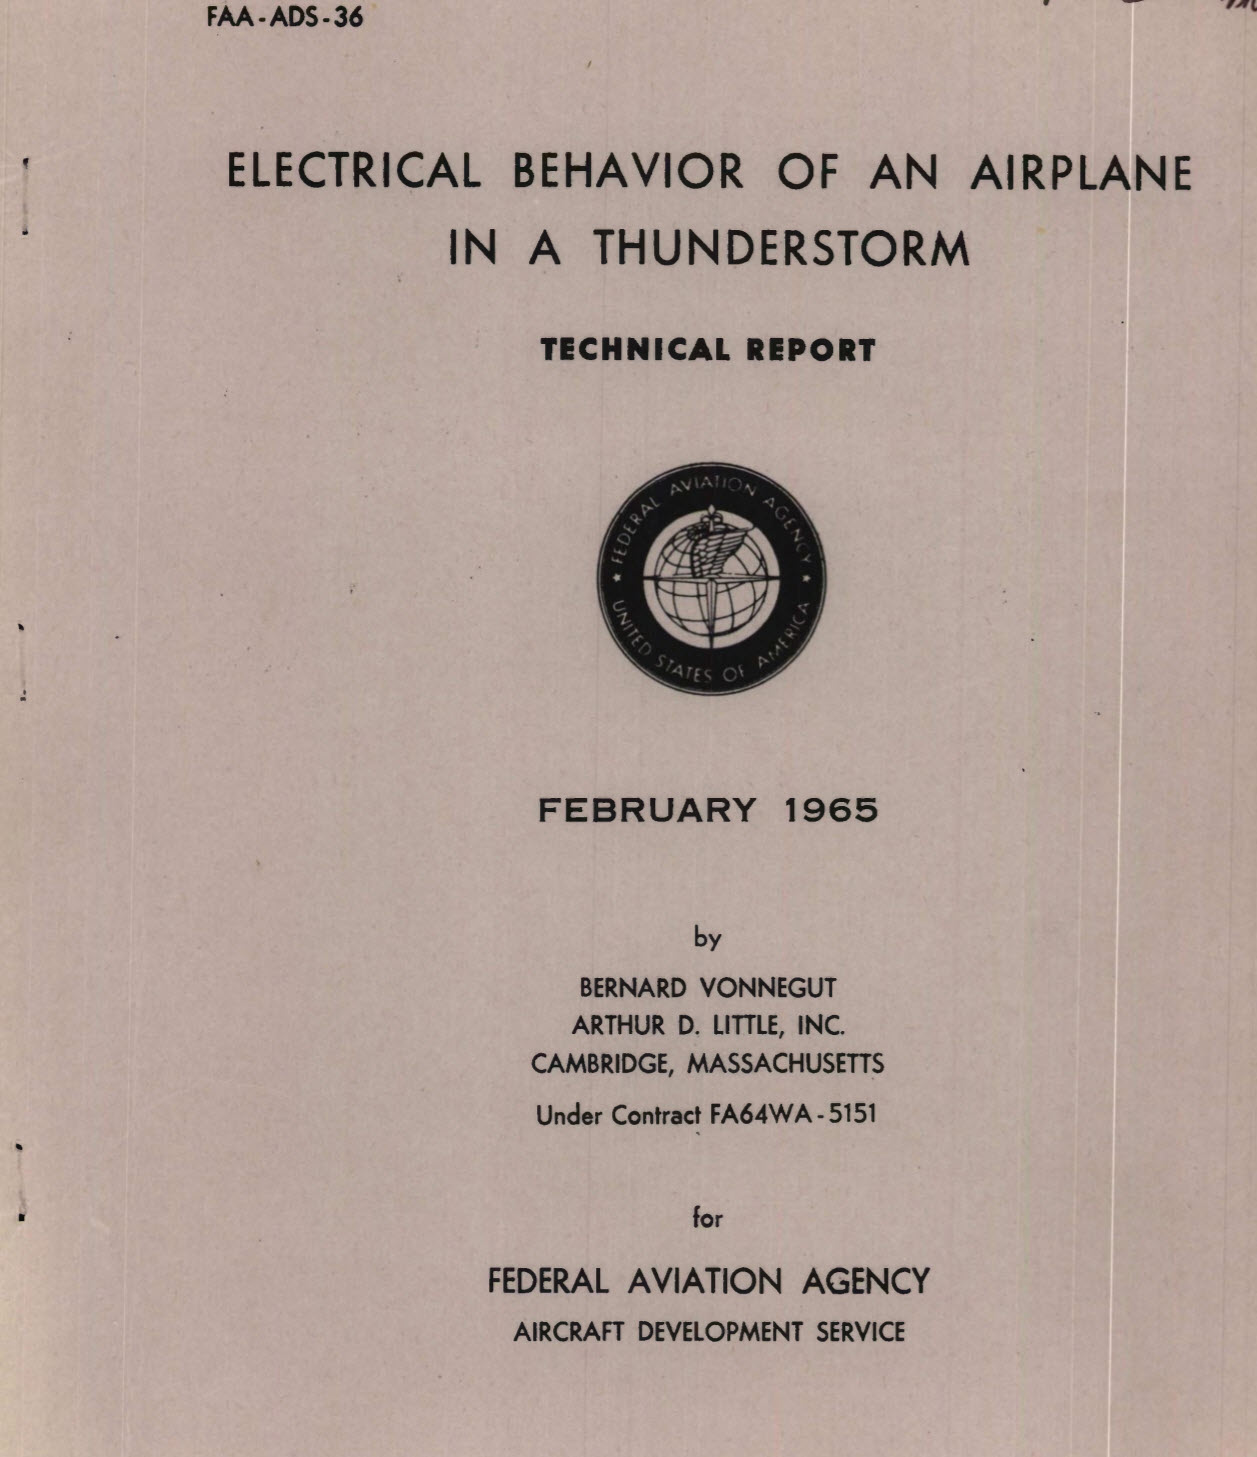 FAA-ADS-36
ELECTRICAL BEHAVIOR OF AN AIRPLANE
IN A THUNDERSTORM
TECHNICAL REPORT
FEDERAL AVIATION AGENCY
UNITED STATES OF AMERICA
FEBRUARY 1965
by
BERNARD VONNEGUT
ARTHUR D. LITTLE, INC.
CAMBRIDGE, MASSACHUSETTS
Under Contract FA64WA-5151
for
FEDERAL AVIATION AGENCY
AIRCRAFT DEVELOPMENT SERVICE